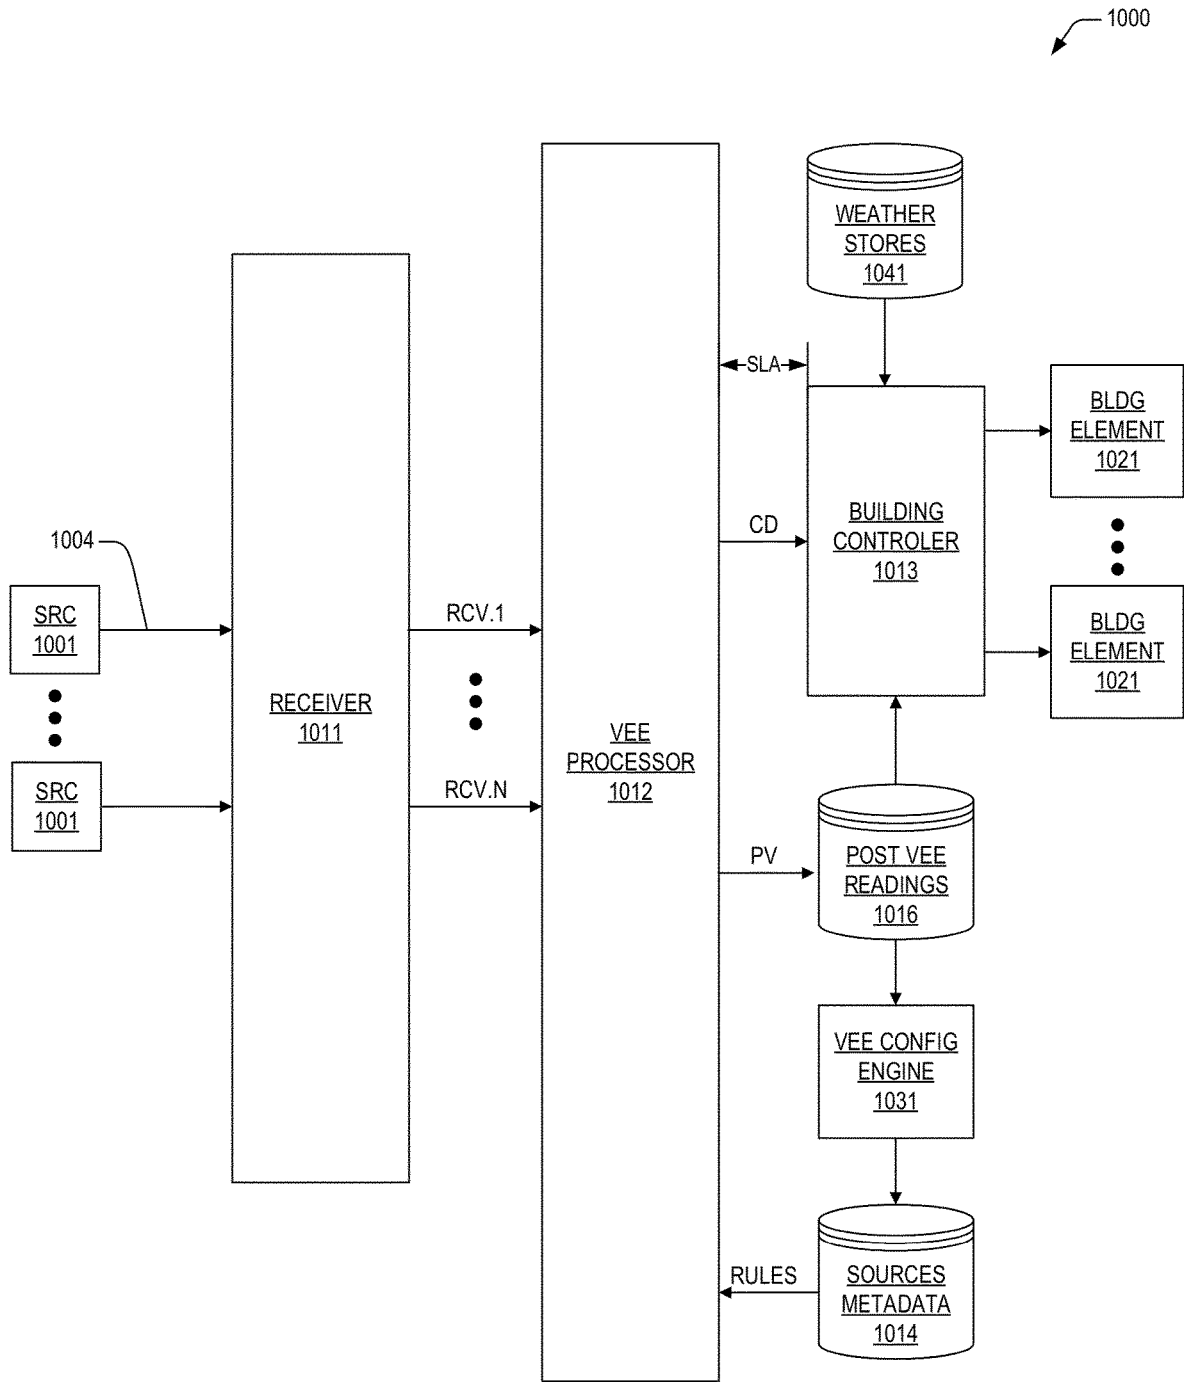 1000
WEATHER
STORES
1041
SLA
BLDG
ELEMENT
1021
CD
BUILDING
CONTROLER
1013
1004
SRC
1001
RCV.1
BLDG
ELEMENT
1021
RECEIVER
1011
VEE
PROCESSOR
1012
SRC
1001
RCV.N
PV
POST VEE
READINGS
1016
VEE CONFIG
ENGINE
1031
RULES
SOURCES
METADATA
1014